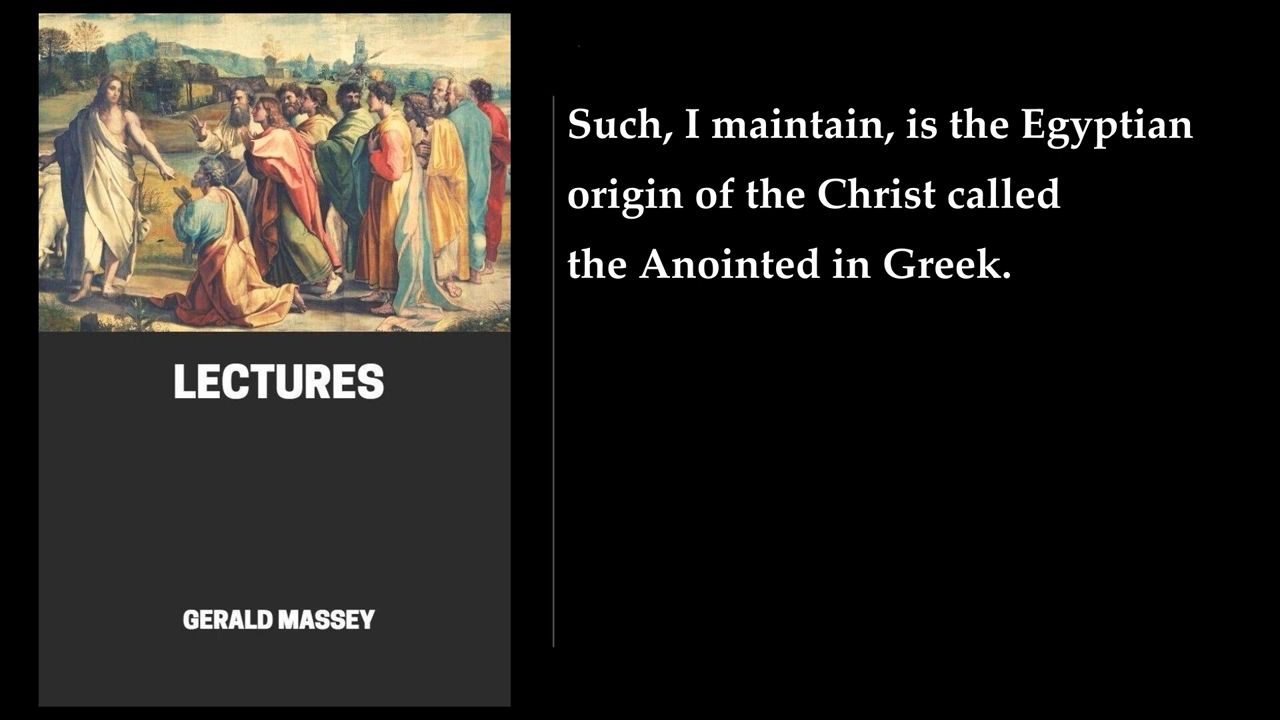 LECTURES
GERALD MASSEY
Such, I maintain, is the Egyptian
origin of the Christ called
the Anointed in Greek.